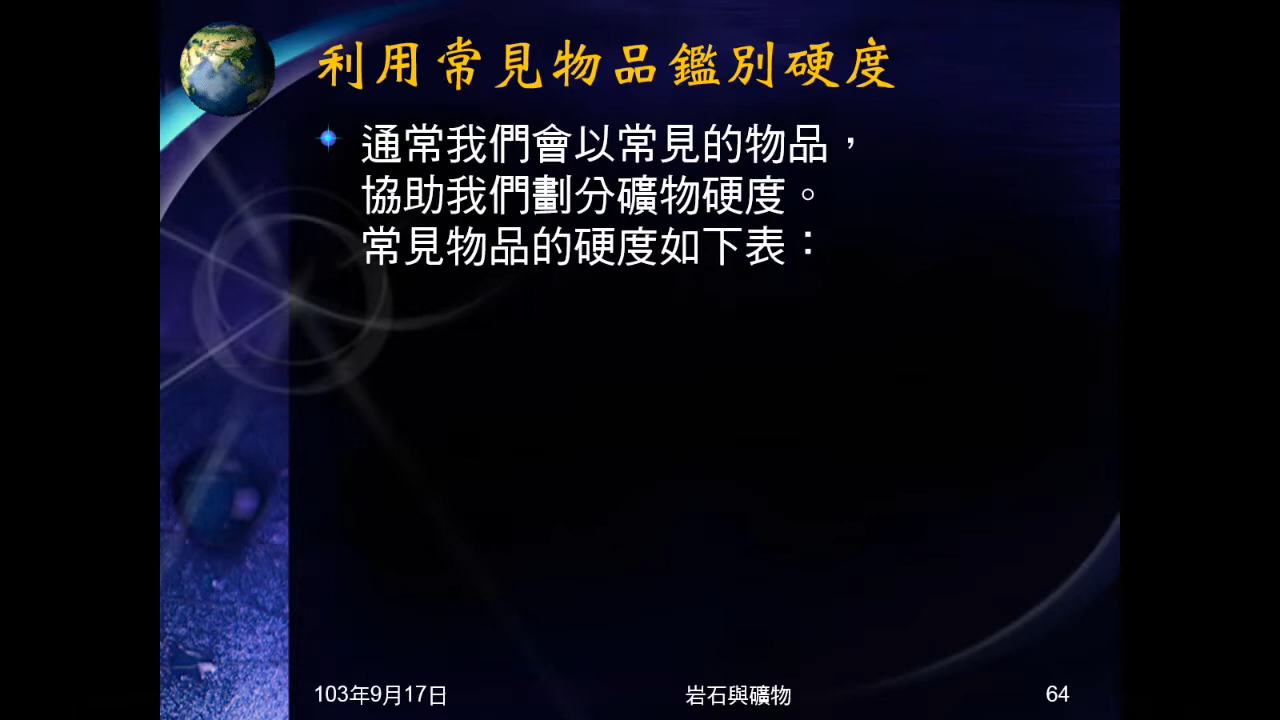 利用常見物品鑑別硬度
通常我們會以常見的物品，
協助我們劃分礦物硬度。
常見物品的硬度如下表：
103年9月17日
岩石與礦物
64